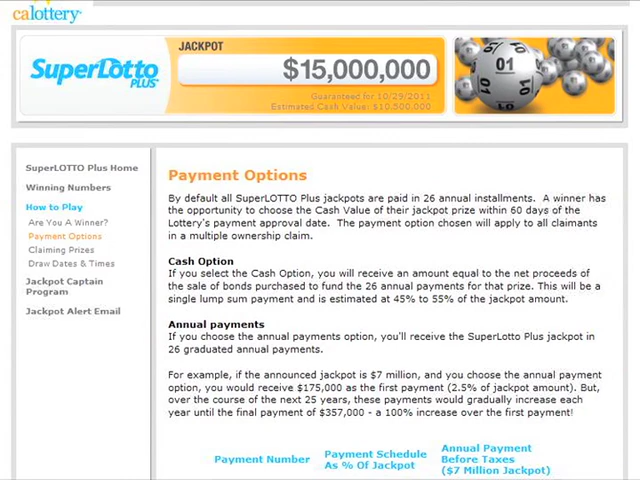 calottery
SUPERLOTTO PLUS
JACKPOT
$15,000,000
Guaranteed for 10/29/2011
Estimated Cash Value: $10,500,000
01
SuperLOTTO Plus Home
Winning Numbers
How to Play
Are You A Winner?
Payment Options
Claiming Prizes
Draw Dates & Times
Jackpot Captain
Program
Jackpot Alert Email
Payment Options
By default all SuperLOTTO Plus jackpots are paid in 26 annual installments. A winner has
the opportunity to choose the Cash Value of their jackpot prize within 60 days of the
Lottery's payment approval date. The payment option chosen will apply to all claimants
in a multiple ownership claim.
Cash Option
If you select the Cash Option, you will receive an amount equal to the net proceeds of
the sale of bonds purchased to fund the 26 annual payments for that prize. This will be a
single lump sum payment and is estimated at 45% to 55% of the jackpot amount.
Annual payments
If you choose the annual payments option, you'll receive the SuperLotto Plus jackpot in
26 graduated annual payments.
For example, if the announced jackpot is $7 million, and you choose the annual payment
option, you would receive $175,000 as the first payment (2.5% of jackpot amount). But,
over the course of the next 25 years, these payments would gradually increase each
year until the final payment of $357,000 - a 100% increase over the first payment!
Payment Number
Payment Schedule
As % Of Jackpot
Annual Payment
Before Taxes
($7 Million Jackpot)